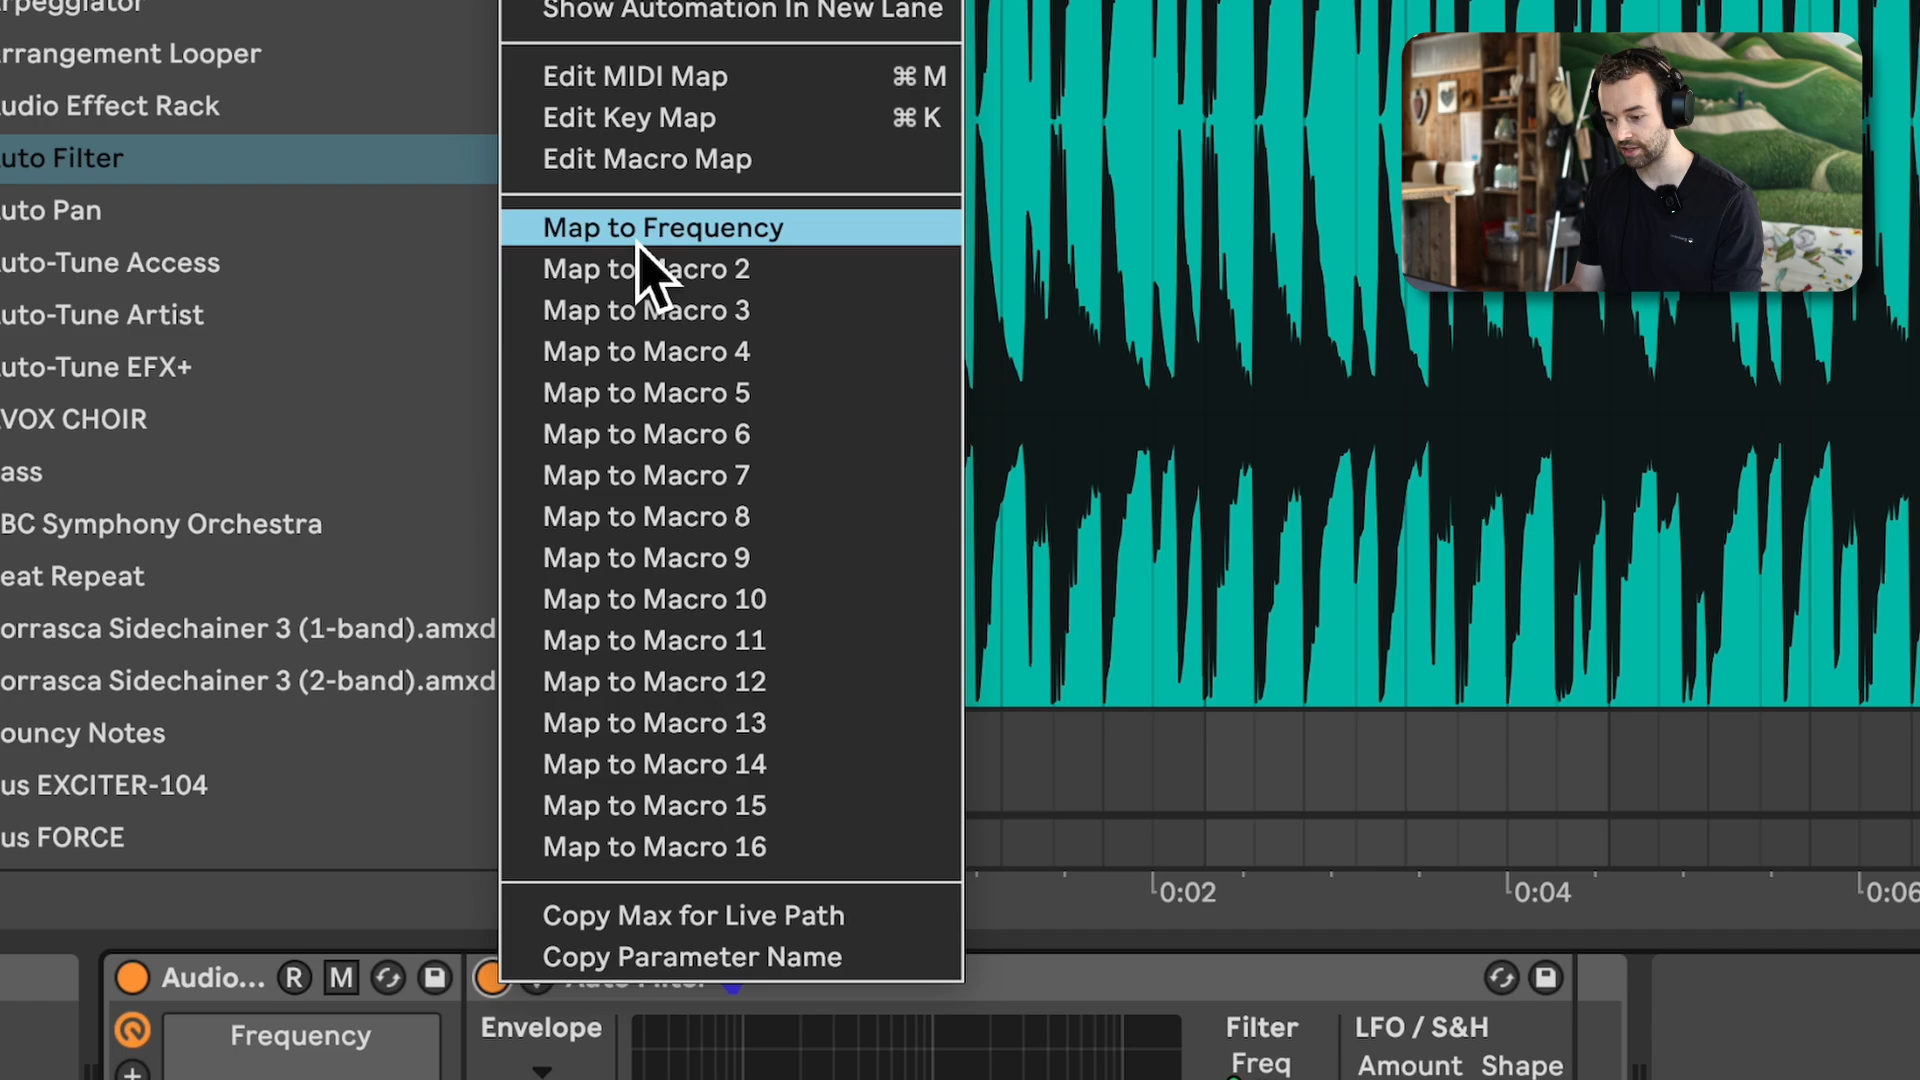 rpeggiator
rrangement Looper
udio Effect Rack
uto Filter
uto Pan
uto-Tune Access
uto-Tune Artist
uto-Tune EFX+
VOX CHOIR
ass
BC Symphony Orchestra
eat Repeat
orrasca Sidechainer 3 (1-band).amxd
orrasca Sidechainer 3 (2-band).amxd
ouncy Notes
us EXCITER-104
us FORCE
Show Automation In New Lane
Edit MIDI Map ⌘ M
Edit Key Map ⌘ K
Edit Macro Map
Map to Frequency
Map to Macro 2
Map to Macro 3
Map to Macro 4
Map to Macro 5
Map to Macro 6
Map to Macro 7
Map to Macro 8
Map to Macro 9
Map to Macro 10
Map to Macro 11
Map to Macro 12
Map to Macro 13
Map to Macro 14
Map to Macro 15
Map to Macro 16
Copy Max for Live Path
Copy Parameter Name
0:02 0:04 0:06
Audio... R M
Auto Filter
Frequency
Envelope
Filter
Freq
LFO / S&H
Amount Shape